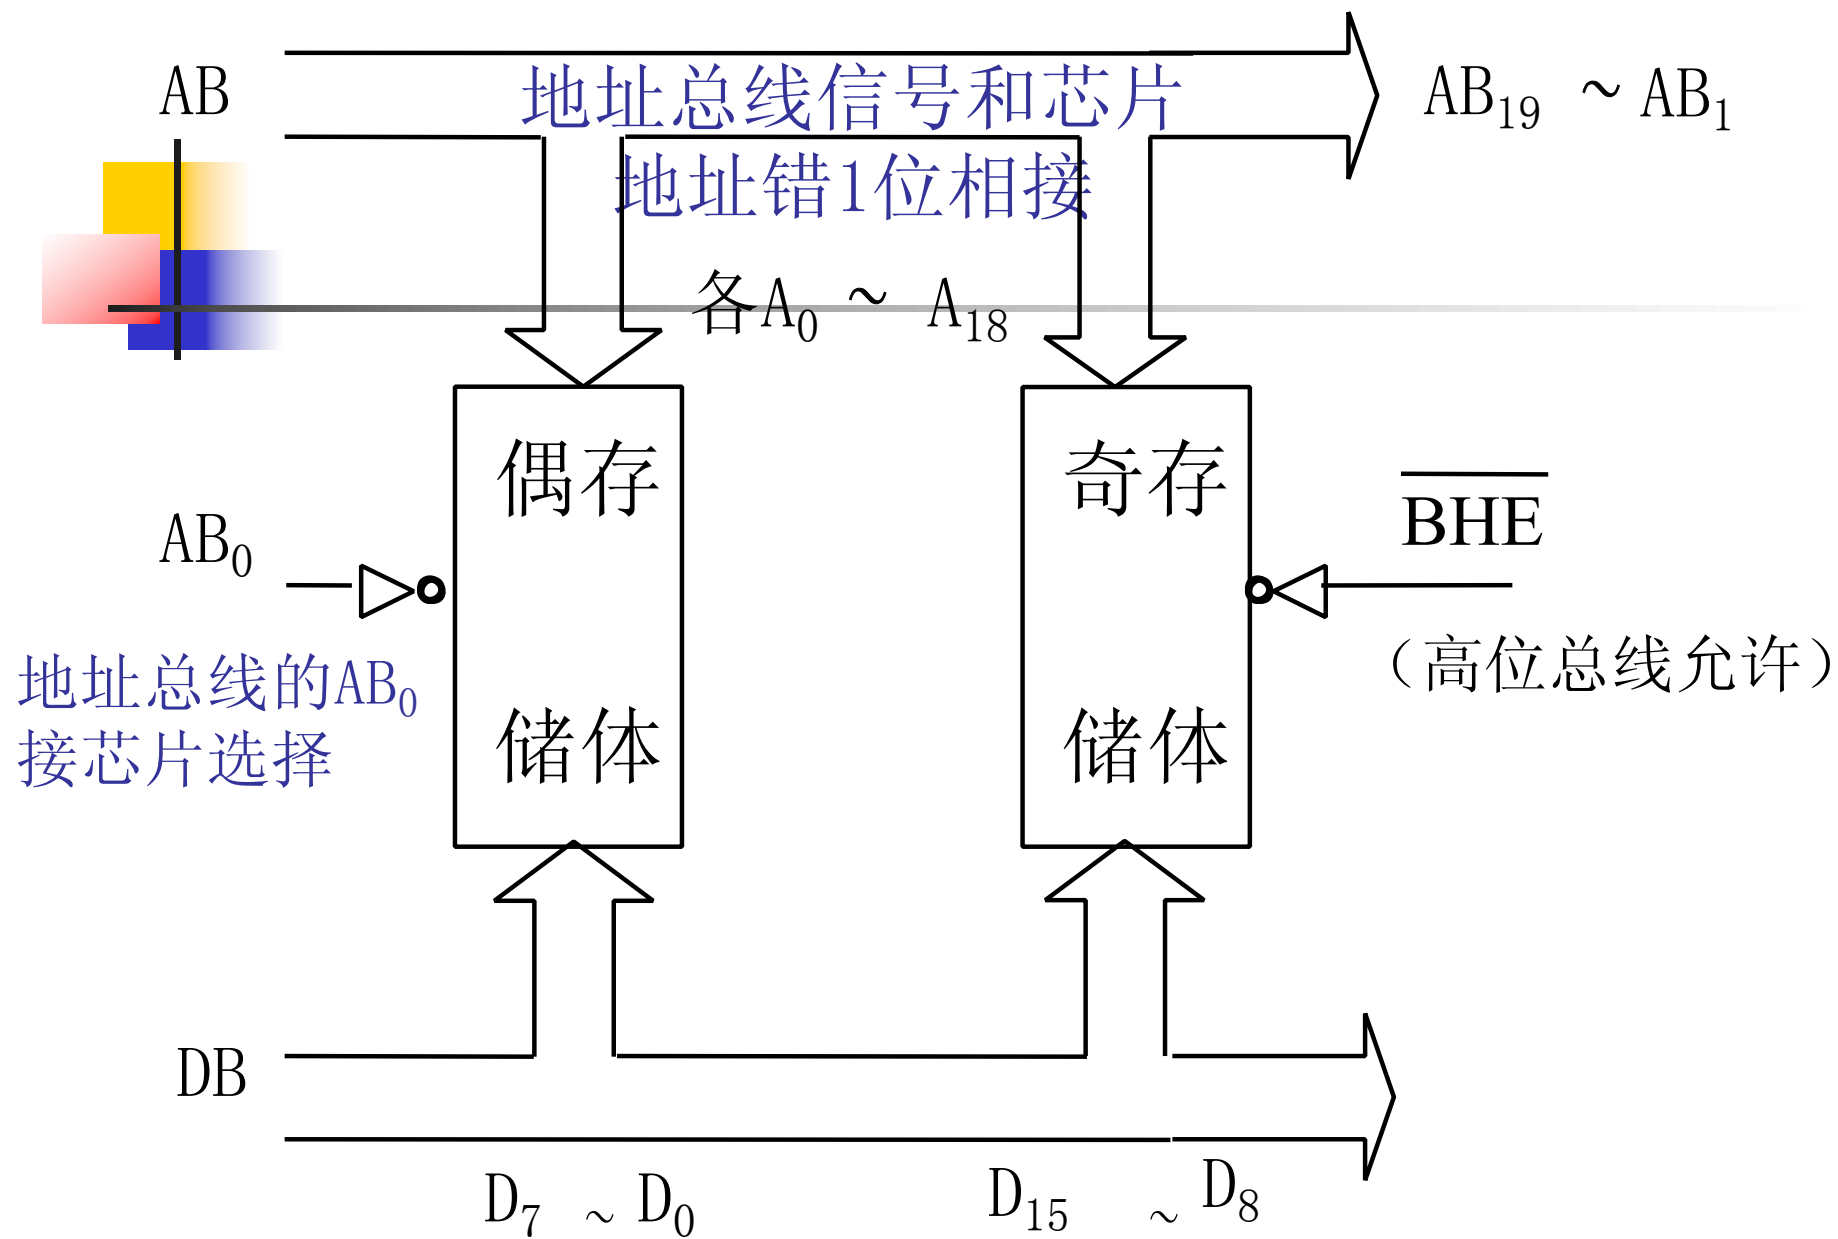 AB
地址总线信号和芯片
地址错1位相接
AB19 ～ AB1
各A0 ～ A18
偶存
储体
奇存
储体
AB0
地址总线的AB0
接芯片选择
BHE
（高位总线允许）
DB
D7 ～ D0
D15 ～ D8